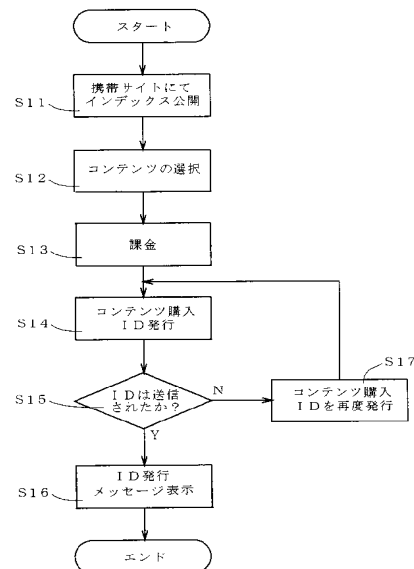 スタート
S11
携帯サイトにて
インデックス公開
S12
コンテンツの選択
S13
課金
S14
コンテンツ購入
ID発行
S15
IDは送信
されたか？
N
S17
コンテンツ購入
IDを再度発行
Y
S16
ID発行
メッセージ表示
エンド